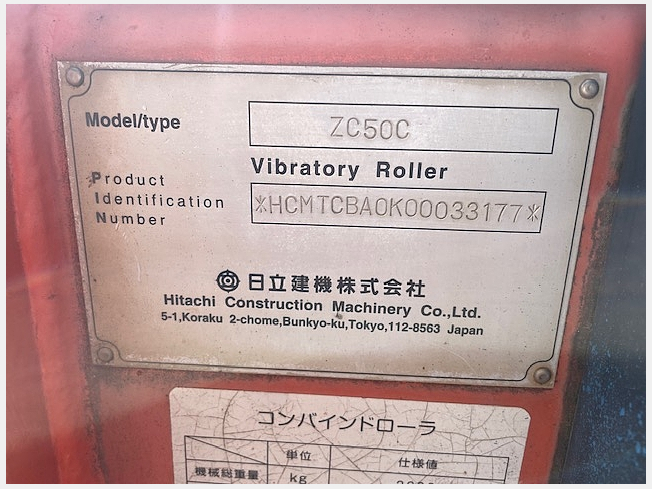 Model/type ZC50C
Vibratory Roller
Product
Identification
Number
*HCMTCBA0K00033177*
日立建機株式会社
Hitachi Construction Machinery Co.,Ltd.
5-1,Koraku 2-chome,Bunkyo-ku,Tokyo,112-8563 Japan
コンバインドローラ
単位 仕様値
機械総重量 kg